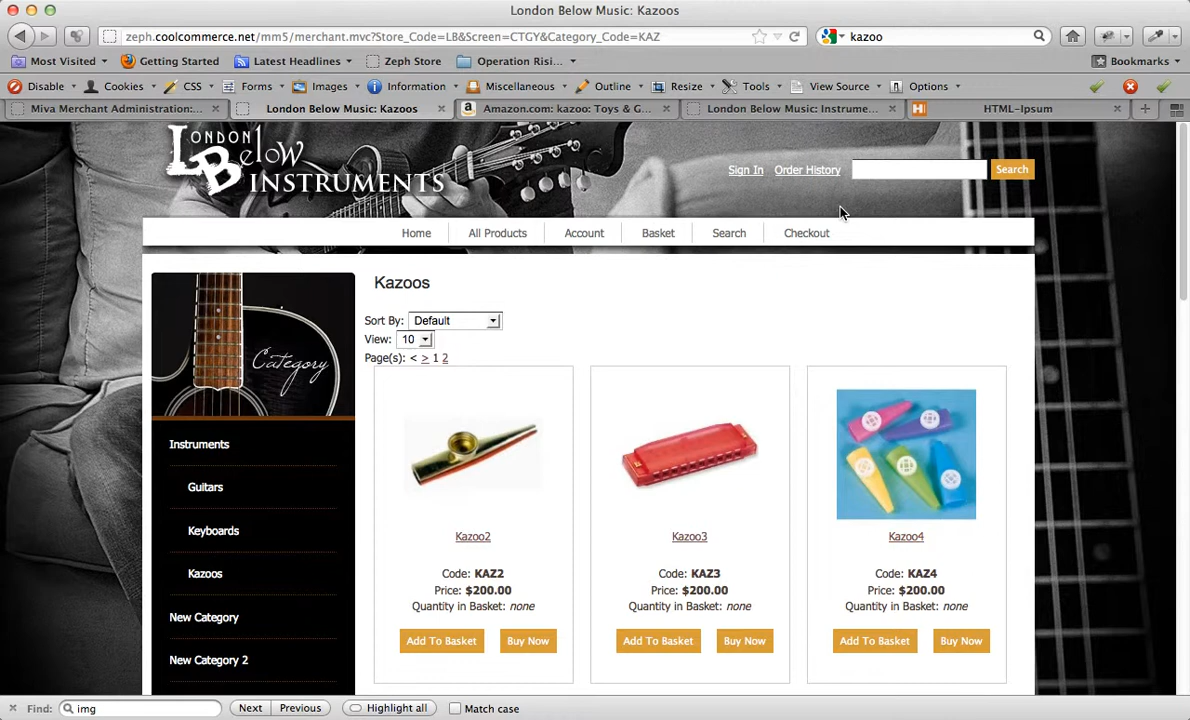 London Below Music: Kazoos
zeph.coolcommerce.net/mm5/merchant.mvc?Store_Code=LB&Screen=CTGY&Category_Code=KAZ
kazoo
Most Visited
Getting Started
Latest Headlines
Zeph Store
Operation Risi...
Bookmarks
Disable
Cookies
CSS
Forms
Images
Information
Miscellaneous
Outline
Resize
Tools
View Source
Options
Miva Merchant Administration:...
London Below Music: Kazoos
Amazon.com: kazoo: Toys & G...
London Below Music: Instrume...
HTML-Ipsum
LONDON
Below
INSTRUMENTS
Sign In
Order History
Search
Home
All Products
Account
Basket
Search
Checkout
Category
Instruments
Guitars
Keyboards
Kazoos
New Category
New Category 2
Kazoos
Sort By: Default
View: 10
Page(s): < > 1 2
Kazoo2
Code: KAZ2
Price: $200.00
Quantity in Basket: none
Add To Basket
Buy Now
Kazoo3
Code: KAZ3
Price: $200.00
Quantity in Basket: none
Add To Basket
Buy Now
Kazoo4
Code: KAZ4
Price: $200.00
Quantity in Basket: none
Add To Basket
Buy Now
Find: img
Next
Previous
Highlight all
Match case